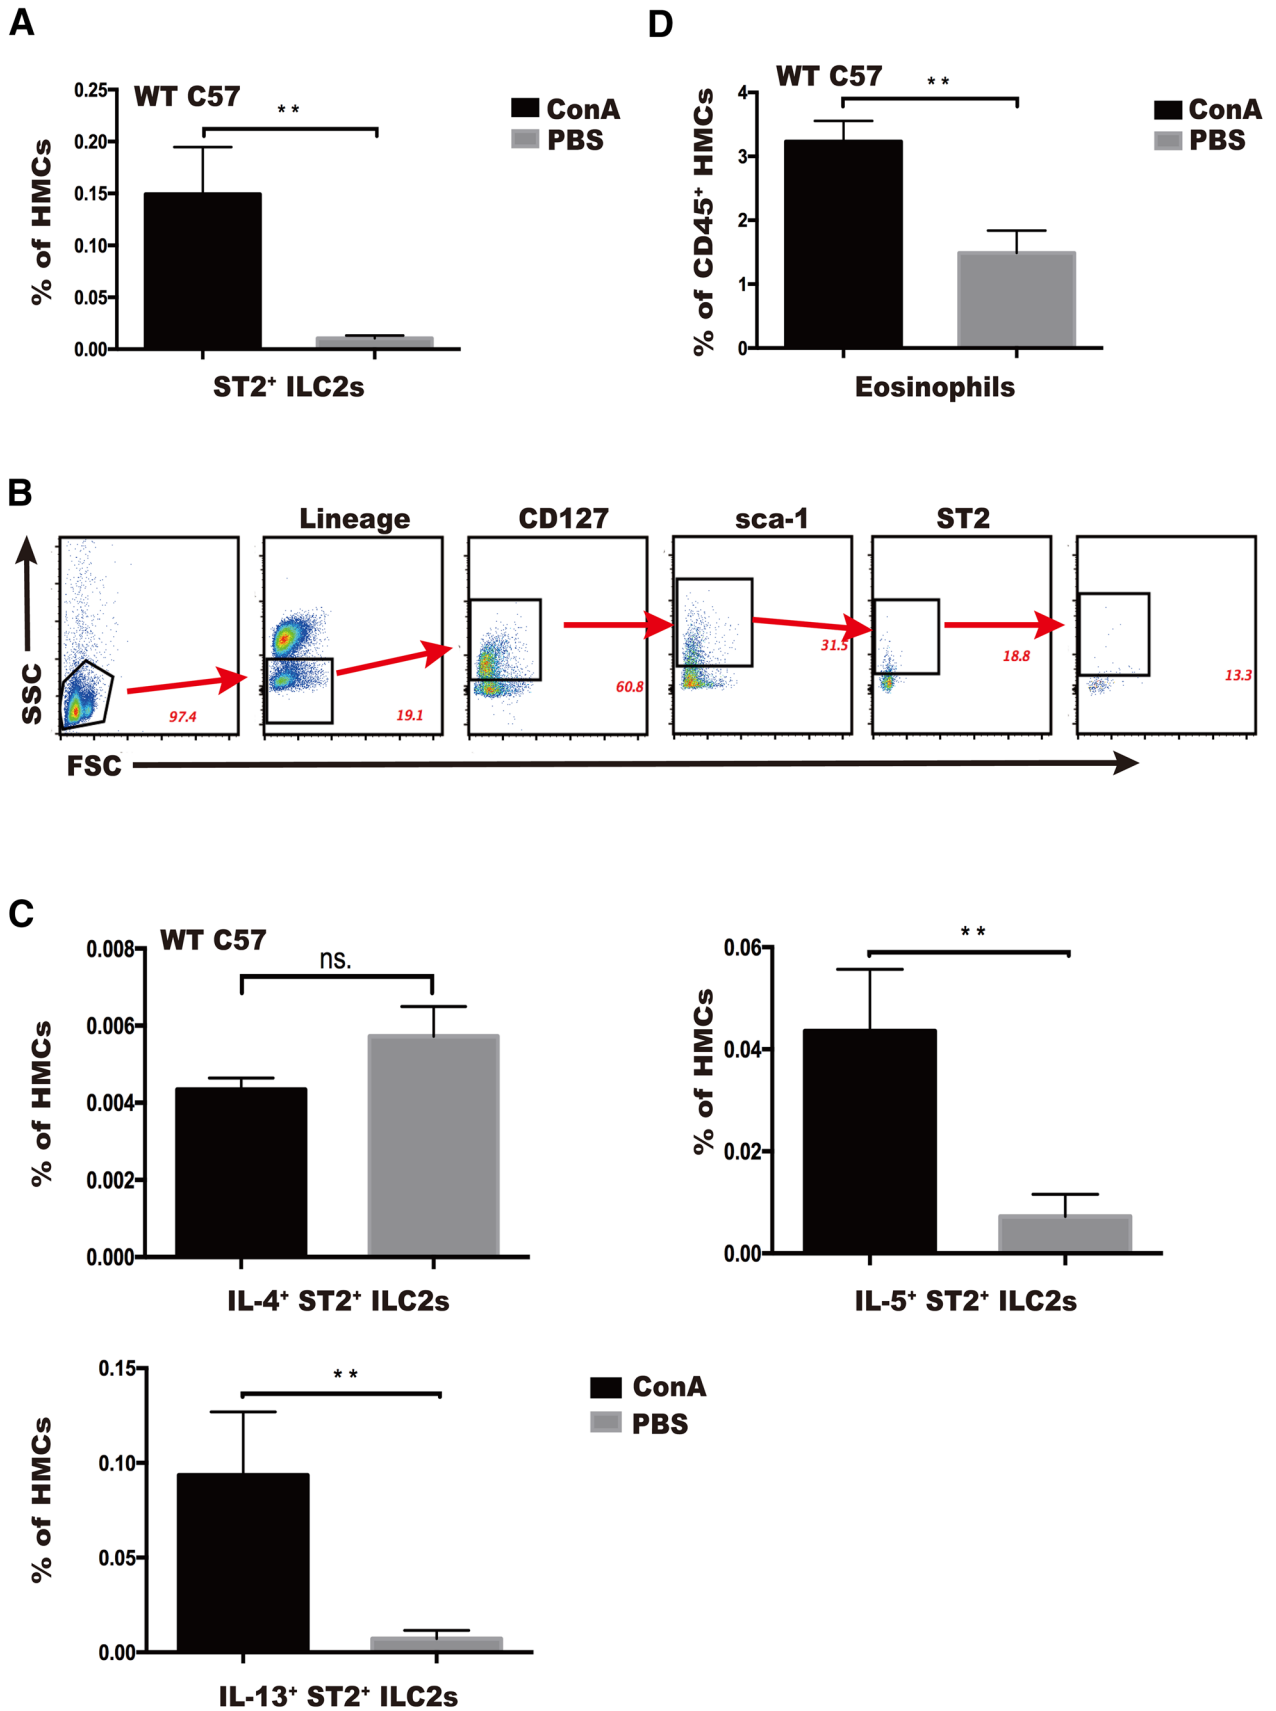 A
WT C57
* *
ConA
PBS
% of HMCs
0.25
0.20
0.15
0.10
0.05
0.00
ST2+ ILC2s
D
WT C57
* *
ConA
PBS
% of CD45+ HMCs
4
3
2
1
0
Eosinophils
B
Lineage
CD127
sca-1
ST2
SSC
97.4
19.1
60.8
31.5
18.8
13.3
FSC
C
WT C57
ns.
% of HMCs
0.008
0.006
0.004
0.002
0.000
IL-4+ ST2+ ILC2s
* *
% of HMCs
0.06
0.04
0.02
0.00
IL-5+ ST2+ ILC2s
* *
% of HMCs
0.15
0.10
0.05
0.00
IL-13+ ST2+ ILC2s
ConA
PBS